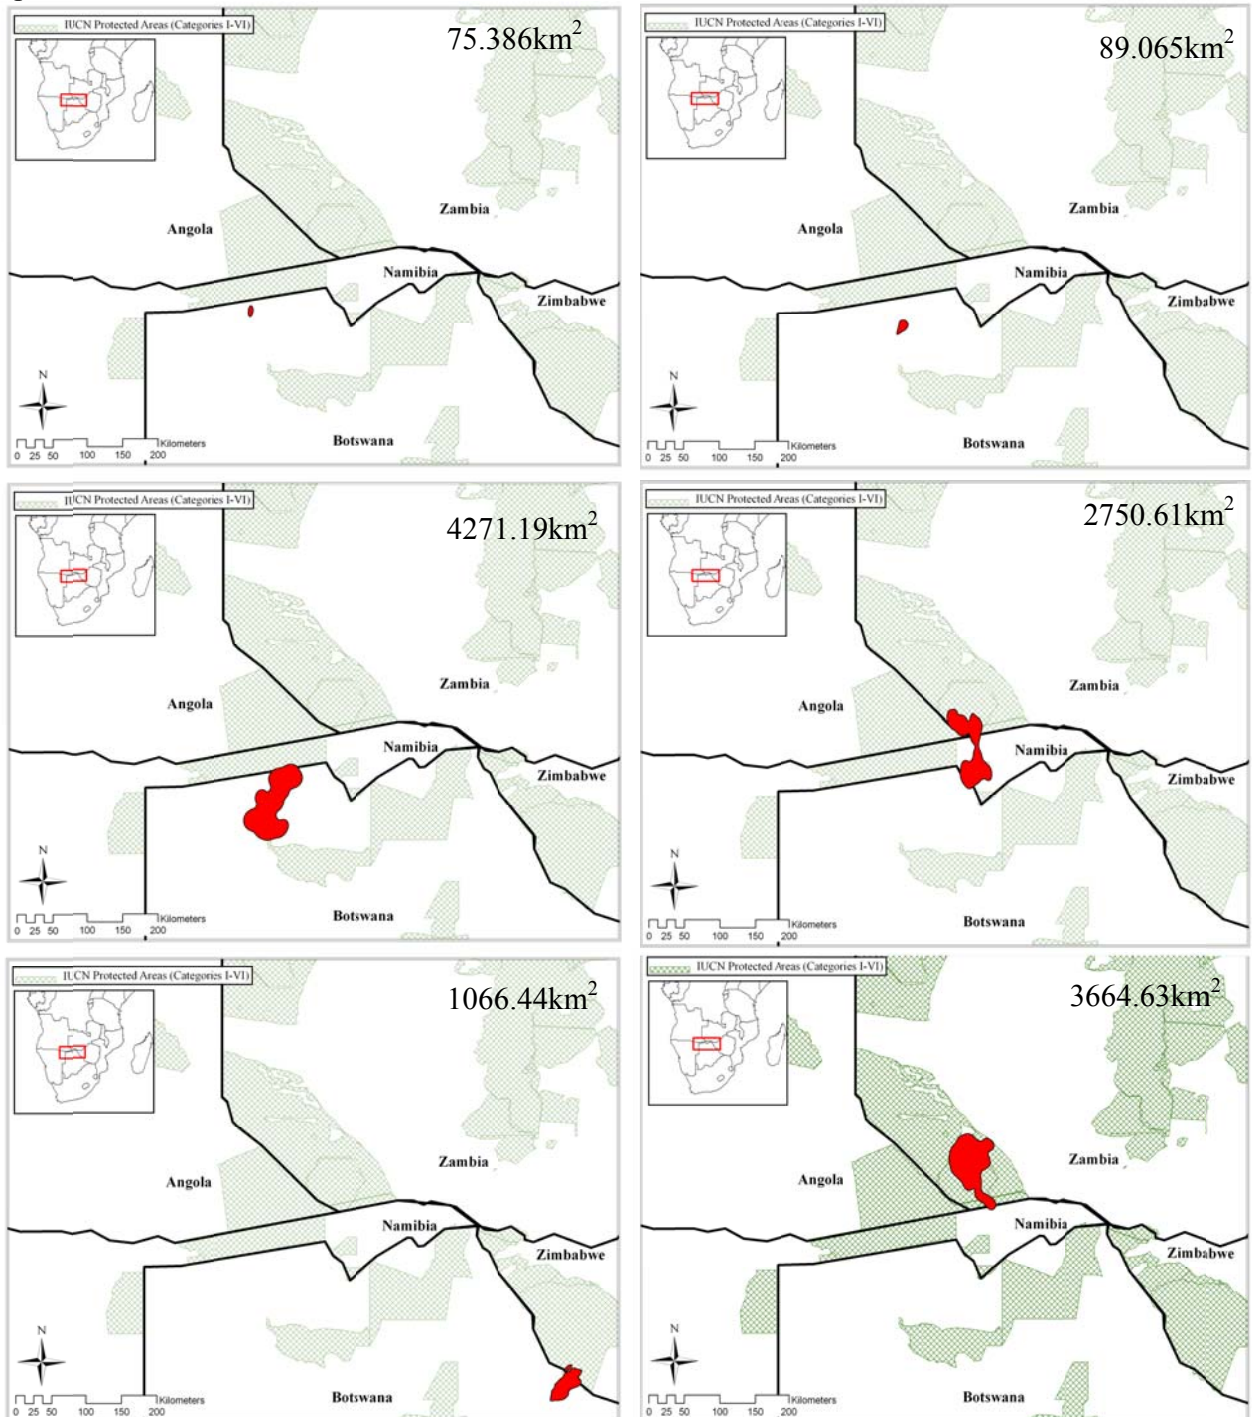 IUCN Protected Areas (Categories I-VI)
75.386km²
Zambia
Angola
Namibia
Zimbabwe
N
Botswana
Kilometers
0 25 50 100 150 200
IUCN Protected Areas (Categories I-VI)
89.065km²
Zambia
Angola
Namibia
Zimbabwe
N
Botswana
Kilometers
0 25 50 100 150 200
IUCN Protected Areas (Categories I-VI)
4271.19km²
Zambia
Angola
Namibia
Zimbabwe
N
Botswana
Kilometers
0 25 50 100 150 200
IUCN Protected Areas (Categories I-VI)
2750.61km²
Zambia
Angola
Namibia
Zimbabwe
N
Botswana
Kilometers
0 25 50 100 150 200
IUCN Protected Areas (Categories I-VI)
1066.44km²
Zambia
Angola
Namibia
Zimbabwe
N
Botswana
Kilometers
0 25 50 100 150 200
IUCN Protected Areas (Categories I-VI)
3664.63km²
Zambia
Angola
Namibia
Zimbabwe
N
Botswana
Kilometers
0 25 50 100 150 200